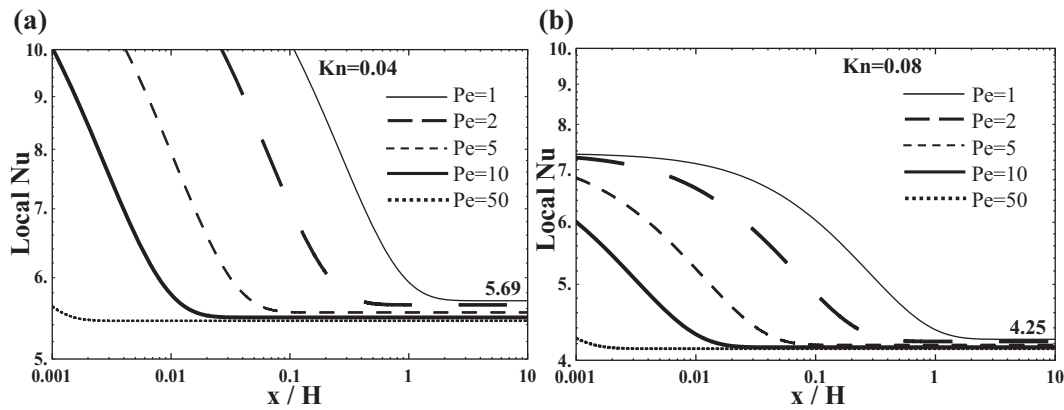 (a)
Kn=0.04
Pe=1
Pe=2
Pe=5
Pe=10
Pe=50
5.69
Local Nu
10.
9.
8.
7.
6.
5.
0.001 0.01 0.1 1 10
x / H
(b)
Kn=0.08
Pe=1
Pe=2
Pe=5
Pe=10
Pe=50
4.25
Local Nu
10.
7.
6.
5.
4.
0.001 0.01 0.1 1 10
x / H